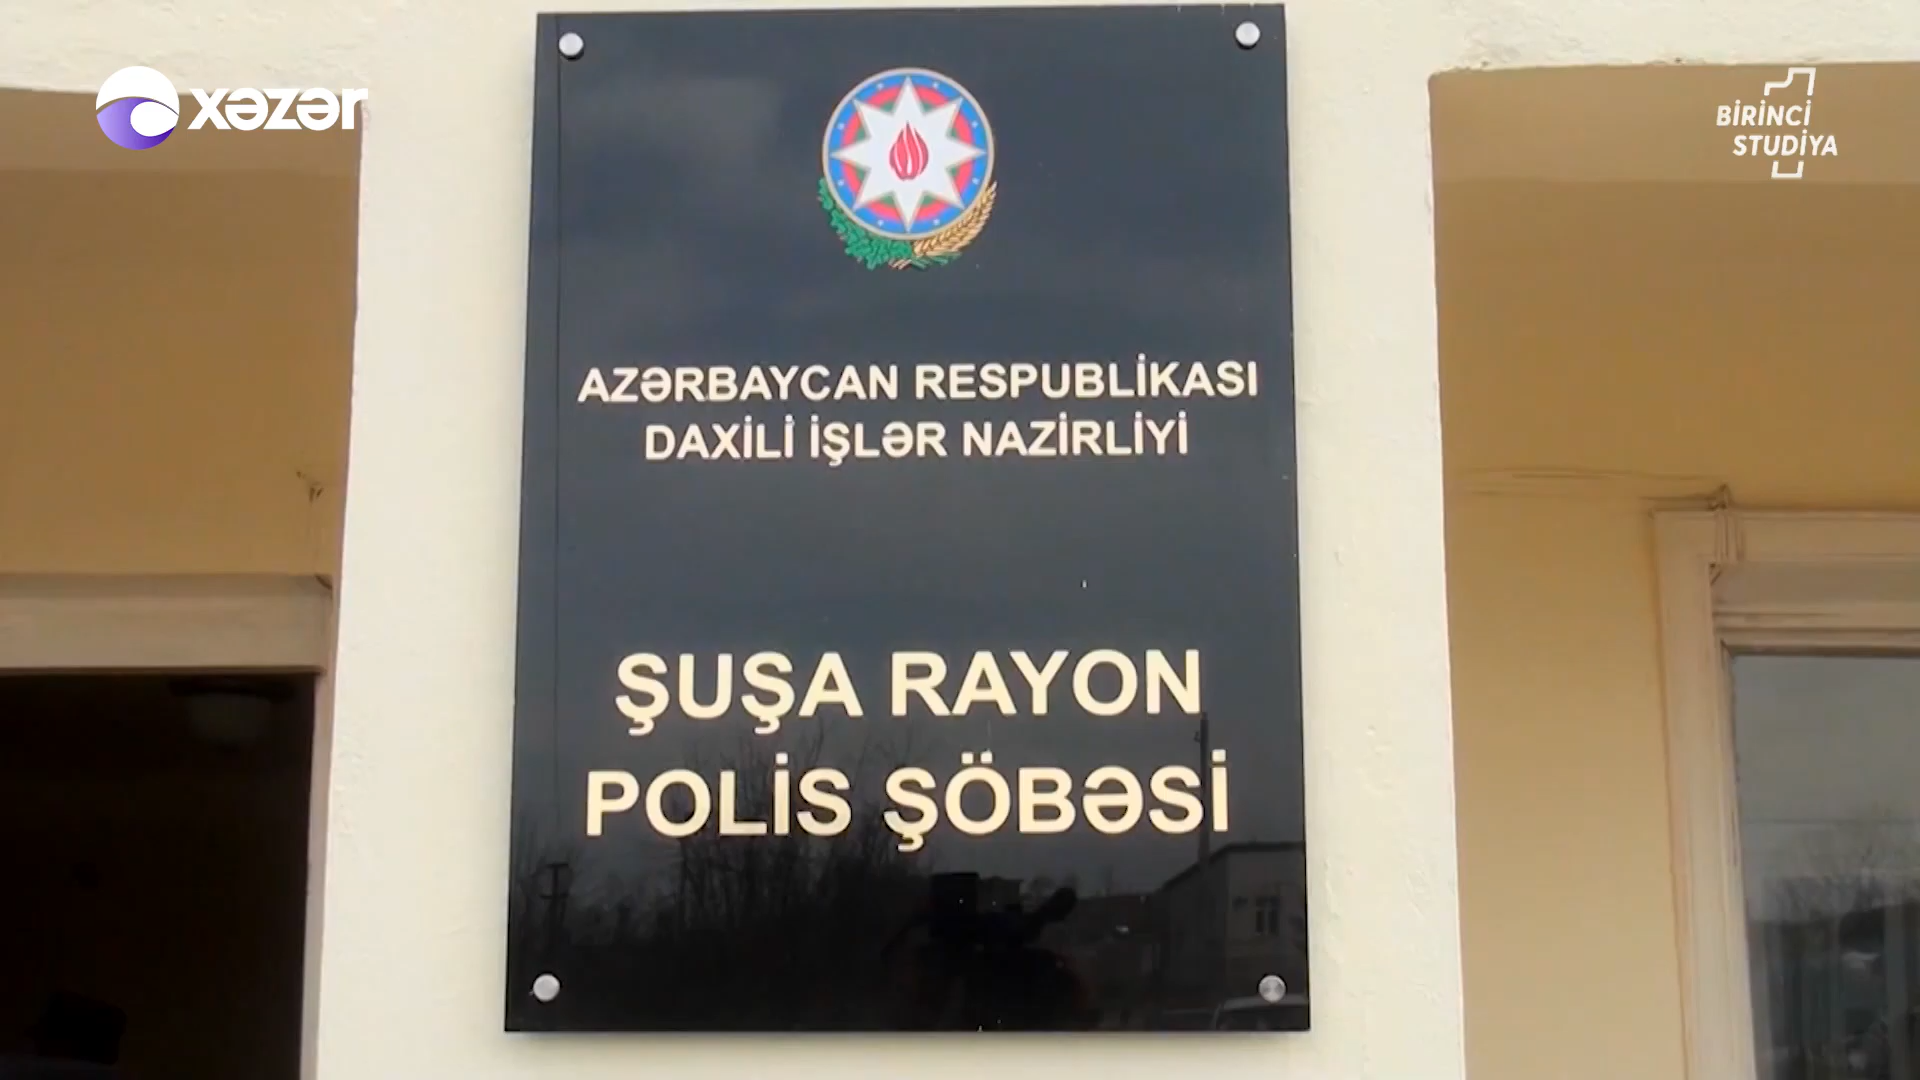 xəzər
BİRİNCİ
STUDİYA
AZƏRBAYCAN RESPUBLİKASI
DAXİLİ İŞLƏR NAZİRLİYİ
ŞUŞA RAYON
POLİS ŞÖBƏSİ